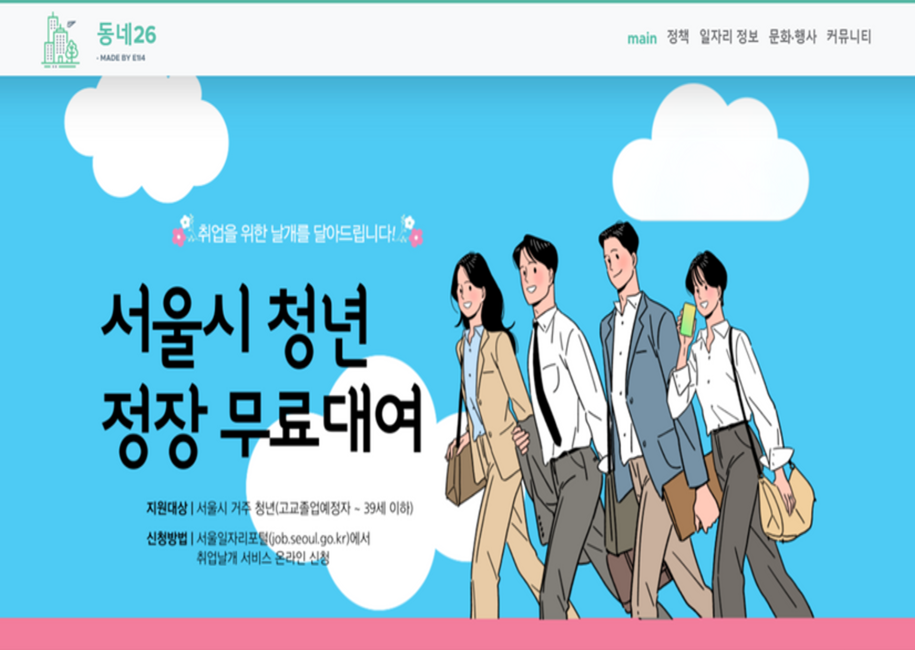 동네26
- MADE BY E1I4
main 정책 일자리 정보 문화·행사 커뮤니티
취업을 위한 날개를 달아드립니다!
서울시 청년
정장 무료대여
지원대상 | 서울시 거주 청년(고교졸업예정자 ~ 39세 이하)
신청방법 | 서울일자리포털(job.seoul.go.kr)에서
취업날개 서비스 온라인 신청